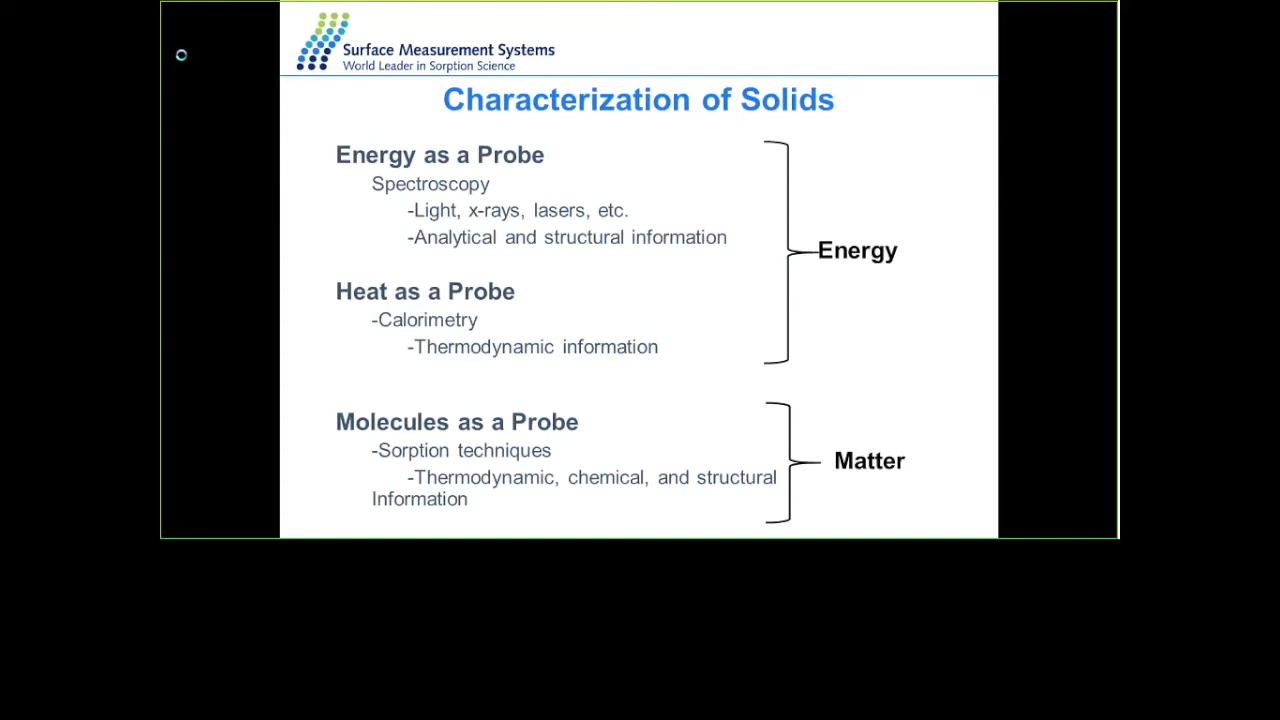 Surface Measurement Systems
World Leader in Sorption Science
Characterization of Solids
Energy as a Probe
Spectroscopy
-Light, x-rays, lasers, etc.
-Analytical and structural information
Energy
Heat as a Probe
-Calorimetry
-Thermodynamic information
Molecules as a Probe
-Sorption techniques
-Thermodynamic, chemical, and structural
Information
Matter